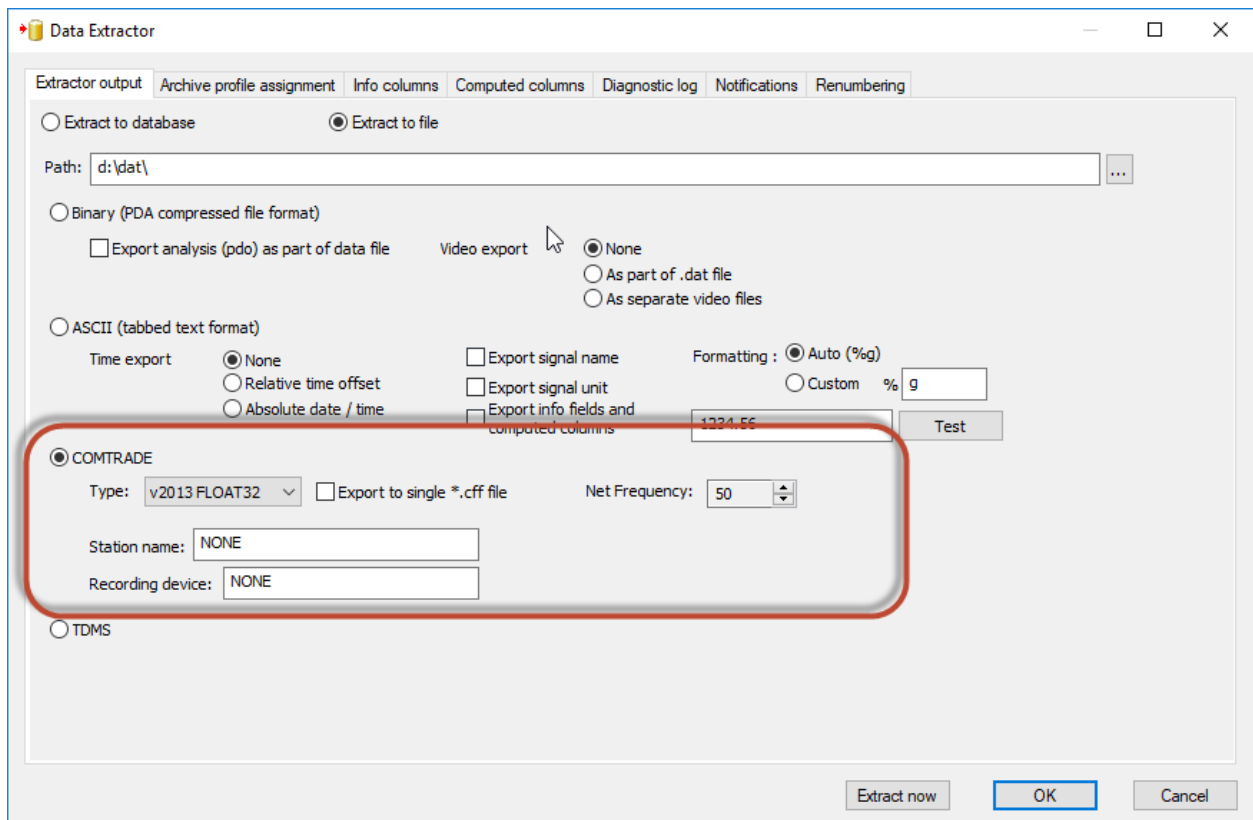 Data Extractor
Extractor output Archive profile assignment Info columns Computed columns Diagnostic log Notifications Renumbering
Extract to database Extract to file
Path: d:\dat\ ...
Binary (PDA compressed file format)
Export analysis (pdo) as part of data file Video export None
As part of .dat file
As separate video files
ASCII (tabbed text format)
Time export None Export signal name Formatting : Auto (%g)
Relative time offset Export signal unit Custom % g
Absolute date / time Export info fields and
computed columns 1234.56 Test
COMTRADE
Type: v2013 FLOAT32 Export to single *.cff file Net Frequency: 50
Station name: NONE
Recording device: NONE
TDMS
Extract now OK Cancel